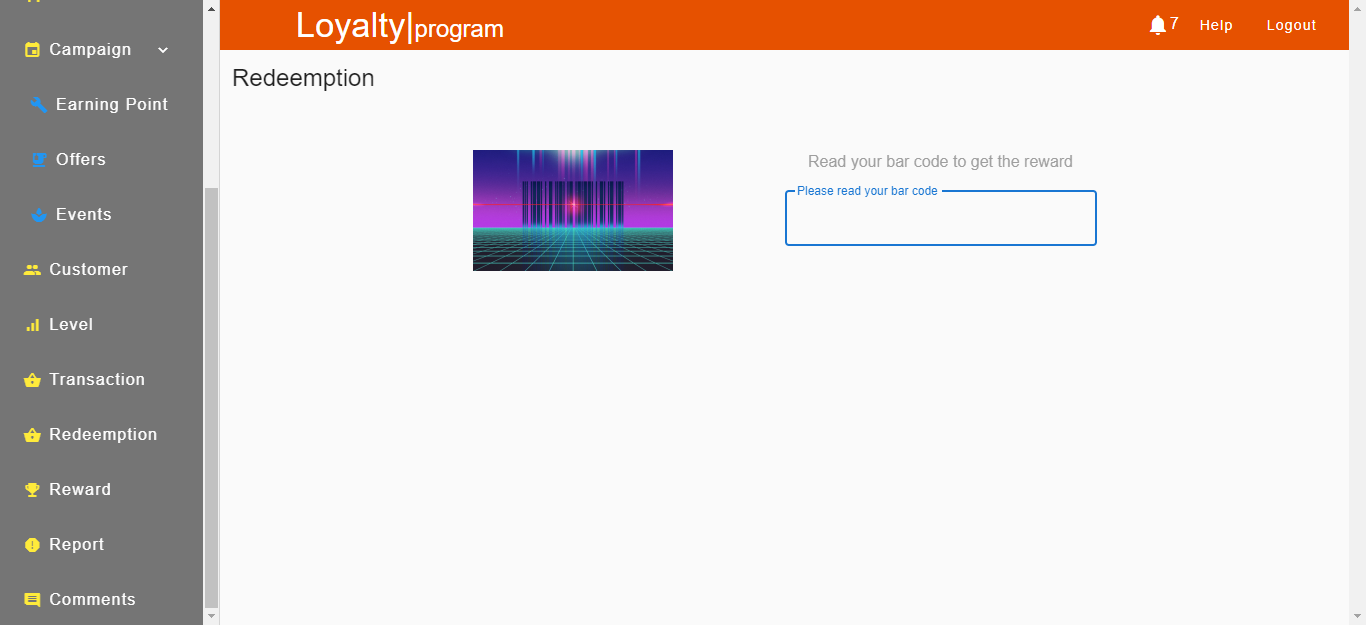 Loyalty|program
7
Help
Logout
Campaign
Earning Point
Offers
Events
Customer
Level
Transaction
Redeemption
Reward
Report
Comments
Redeemption
Read your bar code to get the reward
Please read your bar code